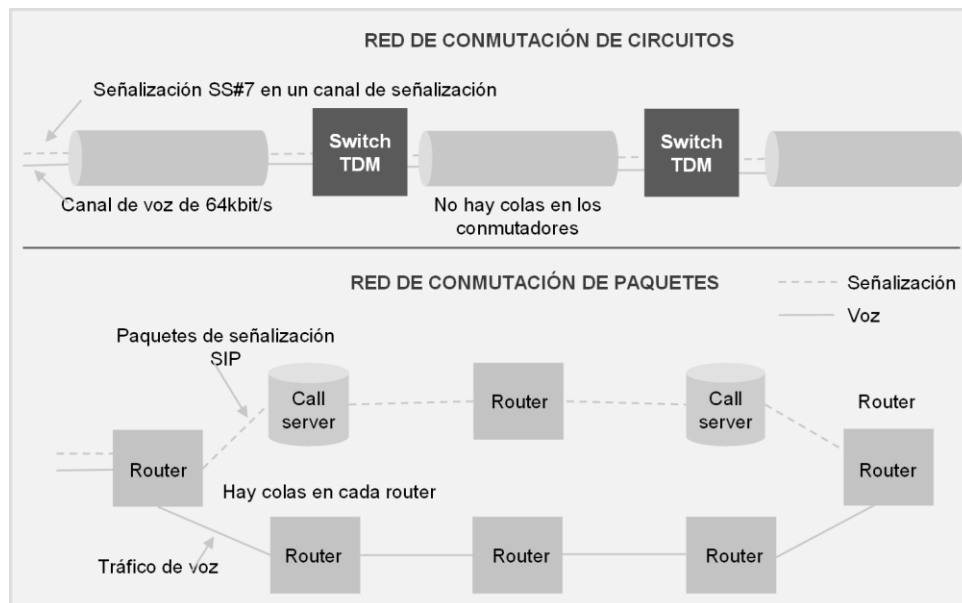 RED DE CONMUTACIÓN DE CIRCUITOS
Señalización SS#7 en un canal de señalización
Switch
TDM
Switch
TDM
Canal de voz de 64kbit/s
No hay colas en los
conmutadores
RED DE CONMUTACIÓN DE PAQUETES
Señalización
Voz
Paquetes de señalización
SIP
Call
server
Router
Call
server
Router
Router
Router
Hay colas en cada router
Router
Router
Router
Tráfico de voz